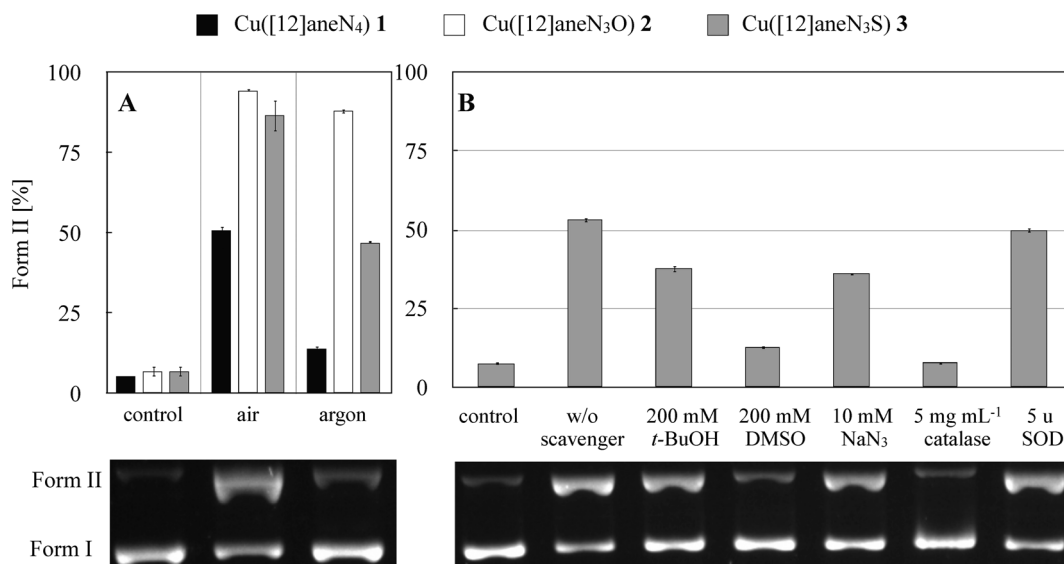 Cu([12]aneN₄) 1 Cu([12]aneN₃O) 2 Cu([12]aneN₃S) 3
Form II [%]
100
75
50
25
0
A
control air argon
100
75
50
25
0
B
control w/o scavenger 200 mM t-BuOH 200 mM DMSO 10 mM NaN₃ 5 mg mL⁻¹ catalase 5 u SOD
Form II
Form I